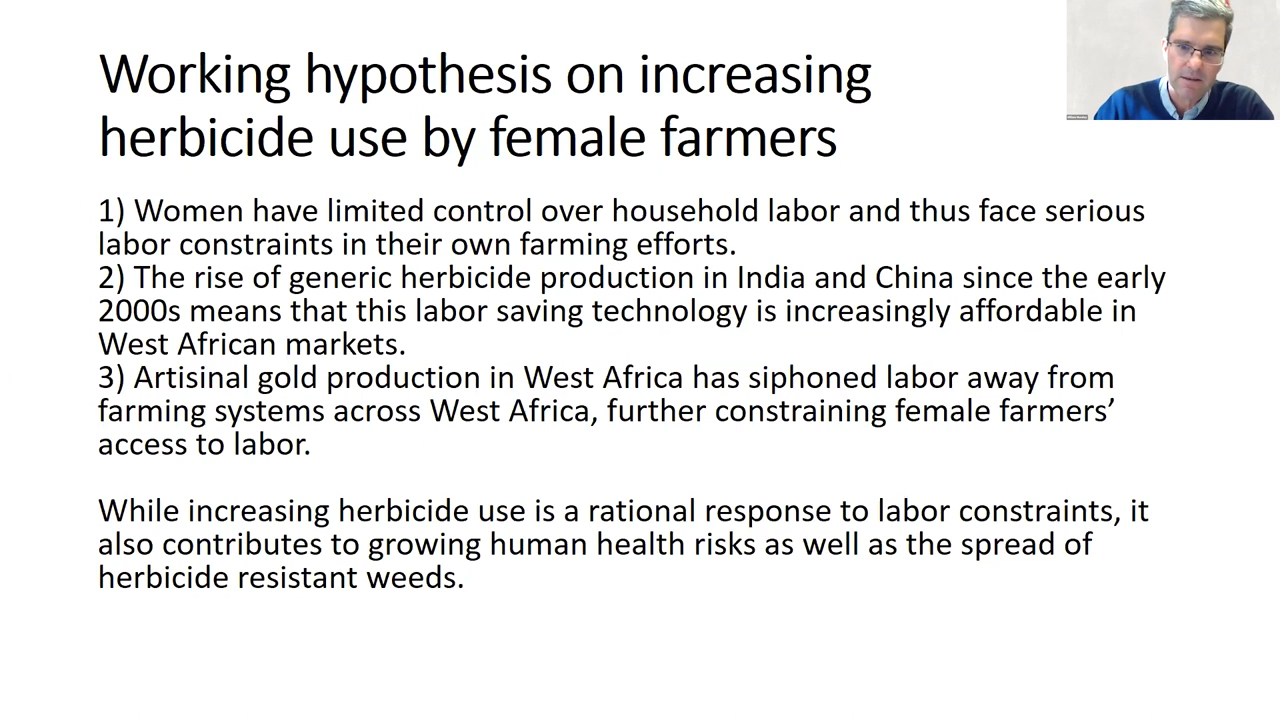 Working hypothesis on increasing
herbicide use by female farmers
1) Women have limited control over household labor and thus face serious
labor constraints in their own farming efforts.
2) The rise of generic herbicide production in India and China since the early
2000s means that this labor saving technology is increasingly affordable in
West African markets.
3) Artisinal gold production in West Africa has siphoned labor away from
farming systems across West Africa, further constraining female farmers’
access to labor.
While increasing herbicide use is a rational response to labor constraints, it
also contributes to growing human health risks as well as the spread of
herbicide resistant weeds.